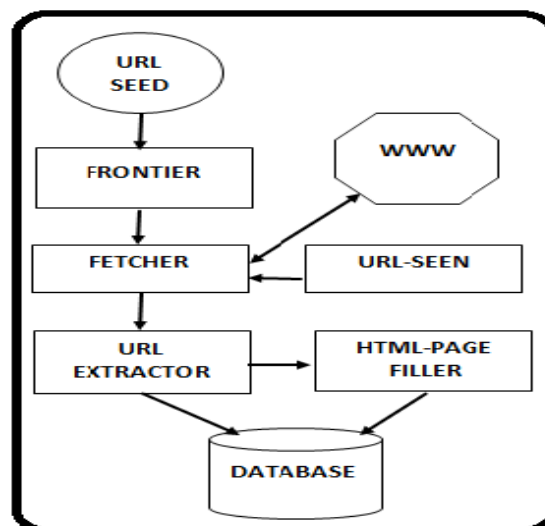 URL
SEED
WWW
FRONTIER
FETCHER
URL-SEEN
URL
EXTRACTOR
HTML-PAGE
FILLER
DATABASE